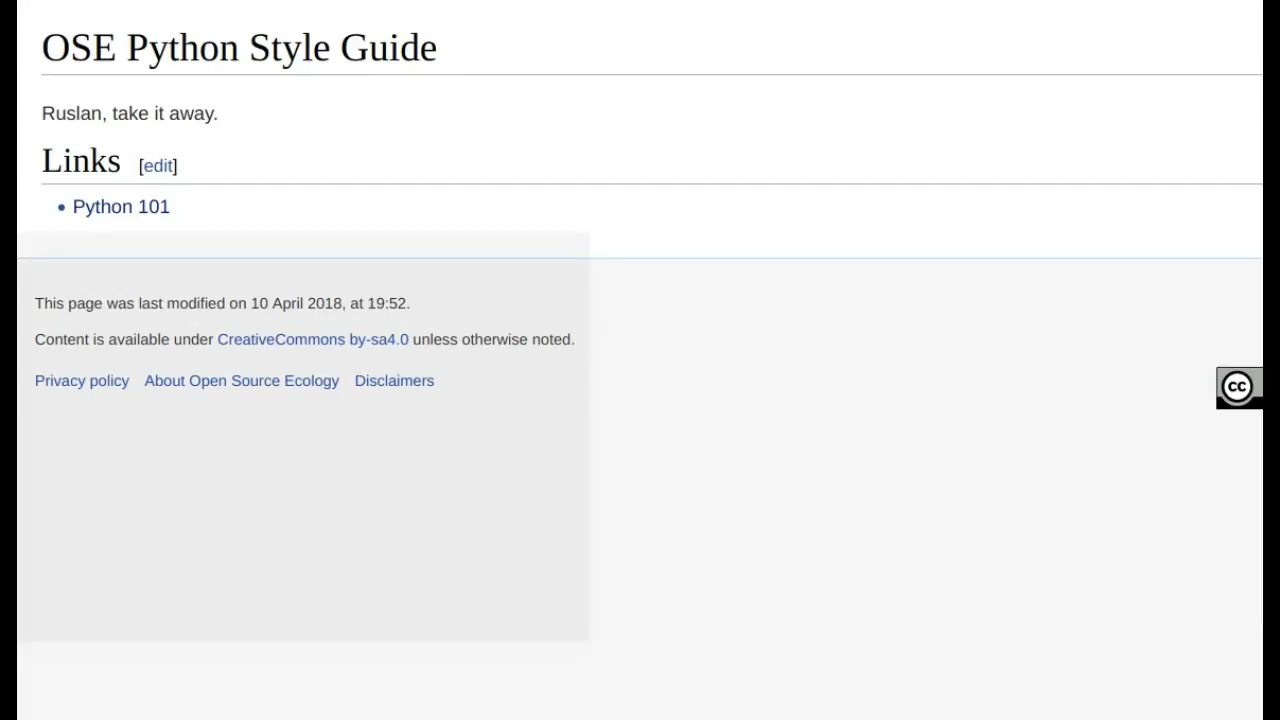 OSE Python Style Guide
Ruslan, take it away.
Links [edit]
• Python 101
This page was last modified on 10 April 2018, at 19:52.
Content is available under CreativeCommons by-sa4.0 unless otherwise noted.
Privacy policy About Open Source Ecology Disclaimers
cc